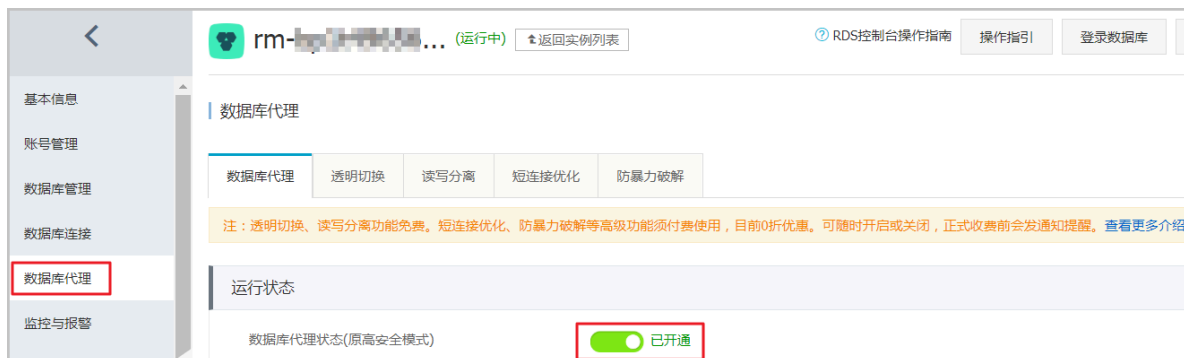 rm-... (运行中) 返回实例列表 RDS控制台操作指南 操作指引 登录数据库
基本信息
账号管理
数据库管理
数据库连接
数据库代理
监控与报警
数据库代理
数据库代理 透明切换 读写分离 短连接优化 防暴力破解
注：透明切换、读写分离功能免费。短连接优化、防暴力破解等高级功能须付费使用，目前0折优惠。可随时开启或关闭，正式收费前会发通知提醒。查看更多介绍
运行状态
数据库代理状态(原高安全模式) 已开通